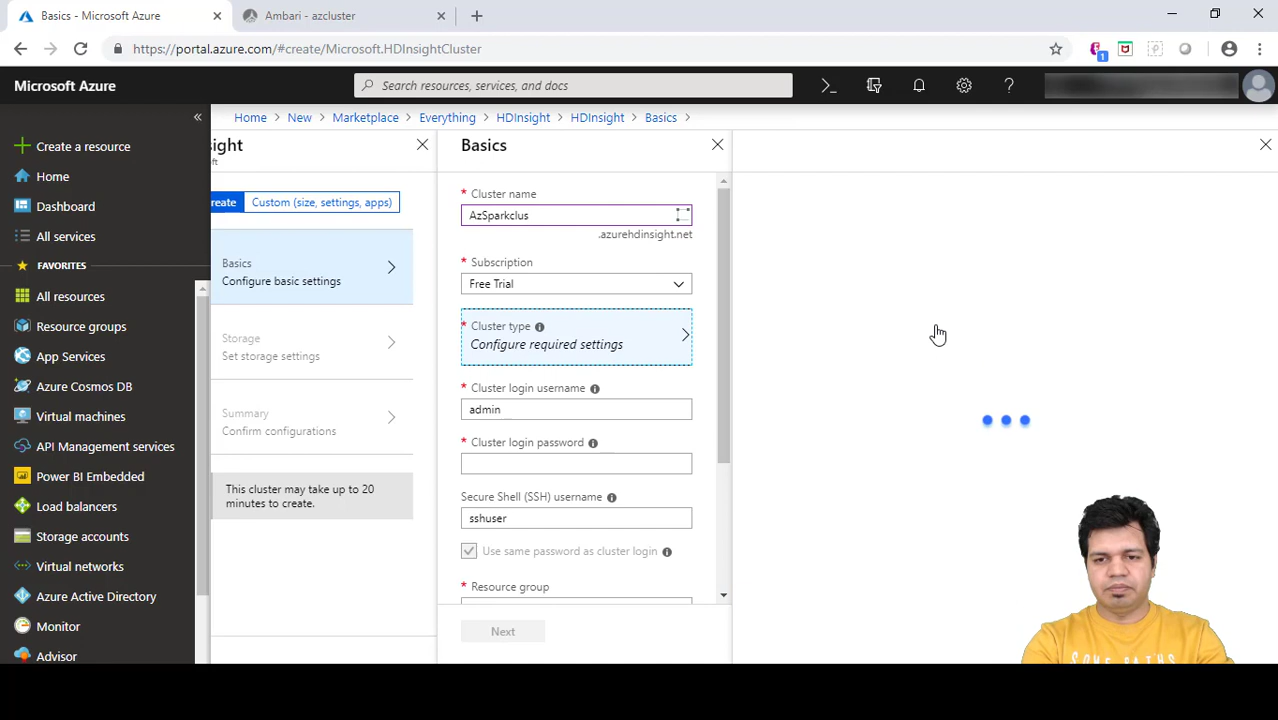 Basics - Microsoft Azure
Ambari - azcluster
https://portal.azure.com/#create/Microsoft.HDInsightCluster
1
Microsoft Azure
Search resources, services, and docs
Home > New > Marketplace > Everything > HDInsight > HDInsight > Basics >
Create a resource
Home
Dashboard
All services
FAVORITES
All resources
Resource groups
App Services
Azure Cosmos DB
Virtual machines
API Management services
Power BI Embedded
Load balancers
Storage accounts
Virtual networks
Azure Active Directory
Monitor
Advisor
sight
oft
reate
Custom (size, settings, apps)
Basics
Configure basic settings
Storage
Set storage settings
Summary
Confirm configurations
This cluster may take up to 20
minutes to create.
Basics
* Cluster name
AzSparkclus
.azurehdinsight.net
* Subscription
Free Trial
* Cluster type
Configure required settings
* Cluster login username
admin
* Cluster login password
Secure Shell (SSH) username
sshuser
Use same password as cluster login
* Resource group
Next